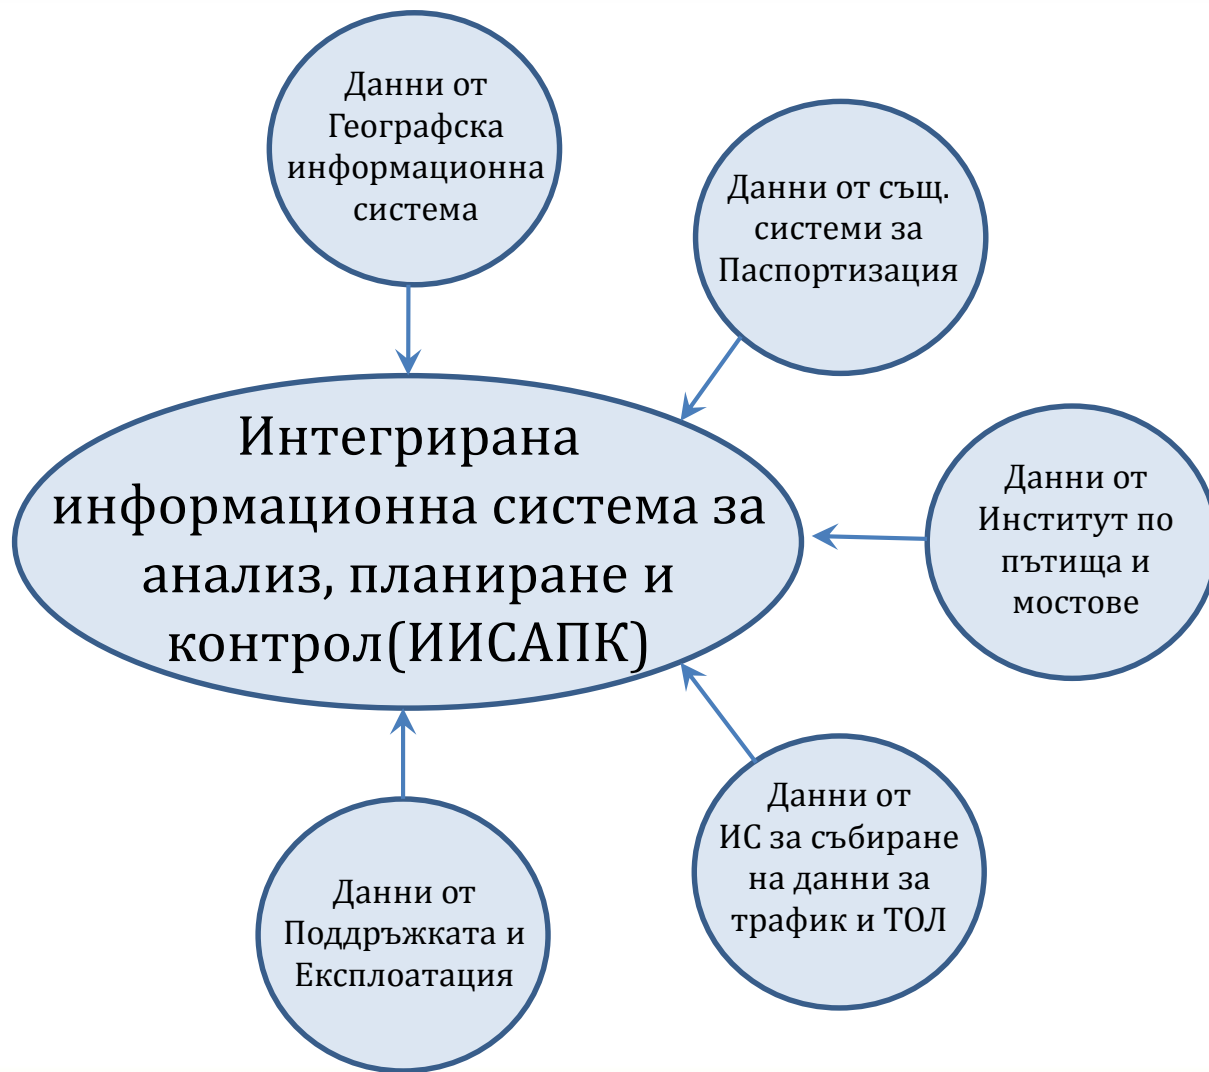 Данни от
Географска
информационна
система
Данни от същ.
системи за
Паспортизация
Интегрирана
информационна система за
анализ, планиране и
контрол(ИИСАПК)
Данни от
Институт по
пътища и
мостове
Данни от
ИС за събиране
на данни за
трафик и ТОЛ
Данни от
Поддръжката и
Експлоатация